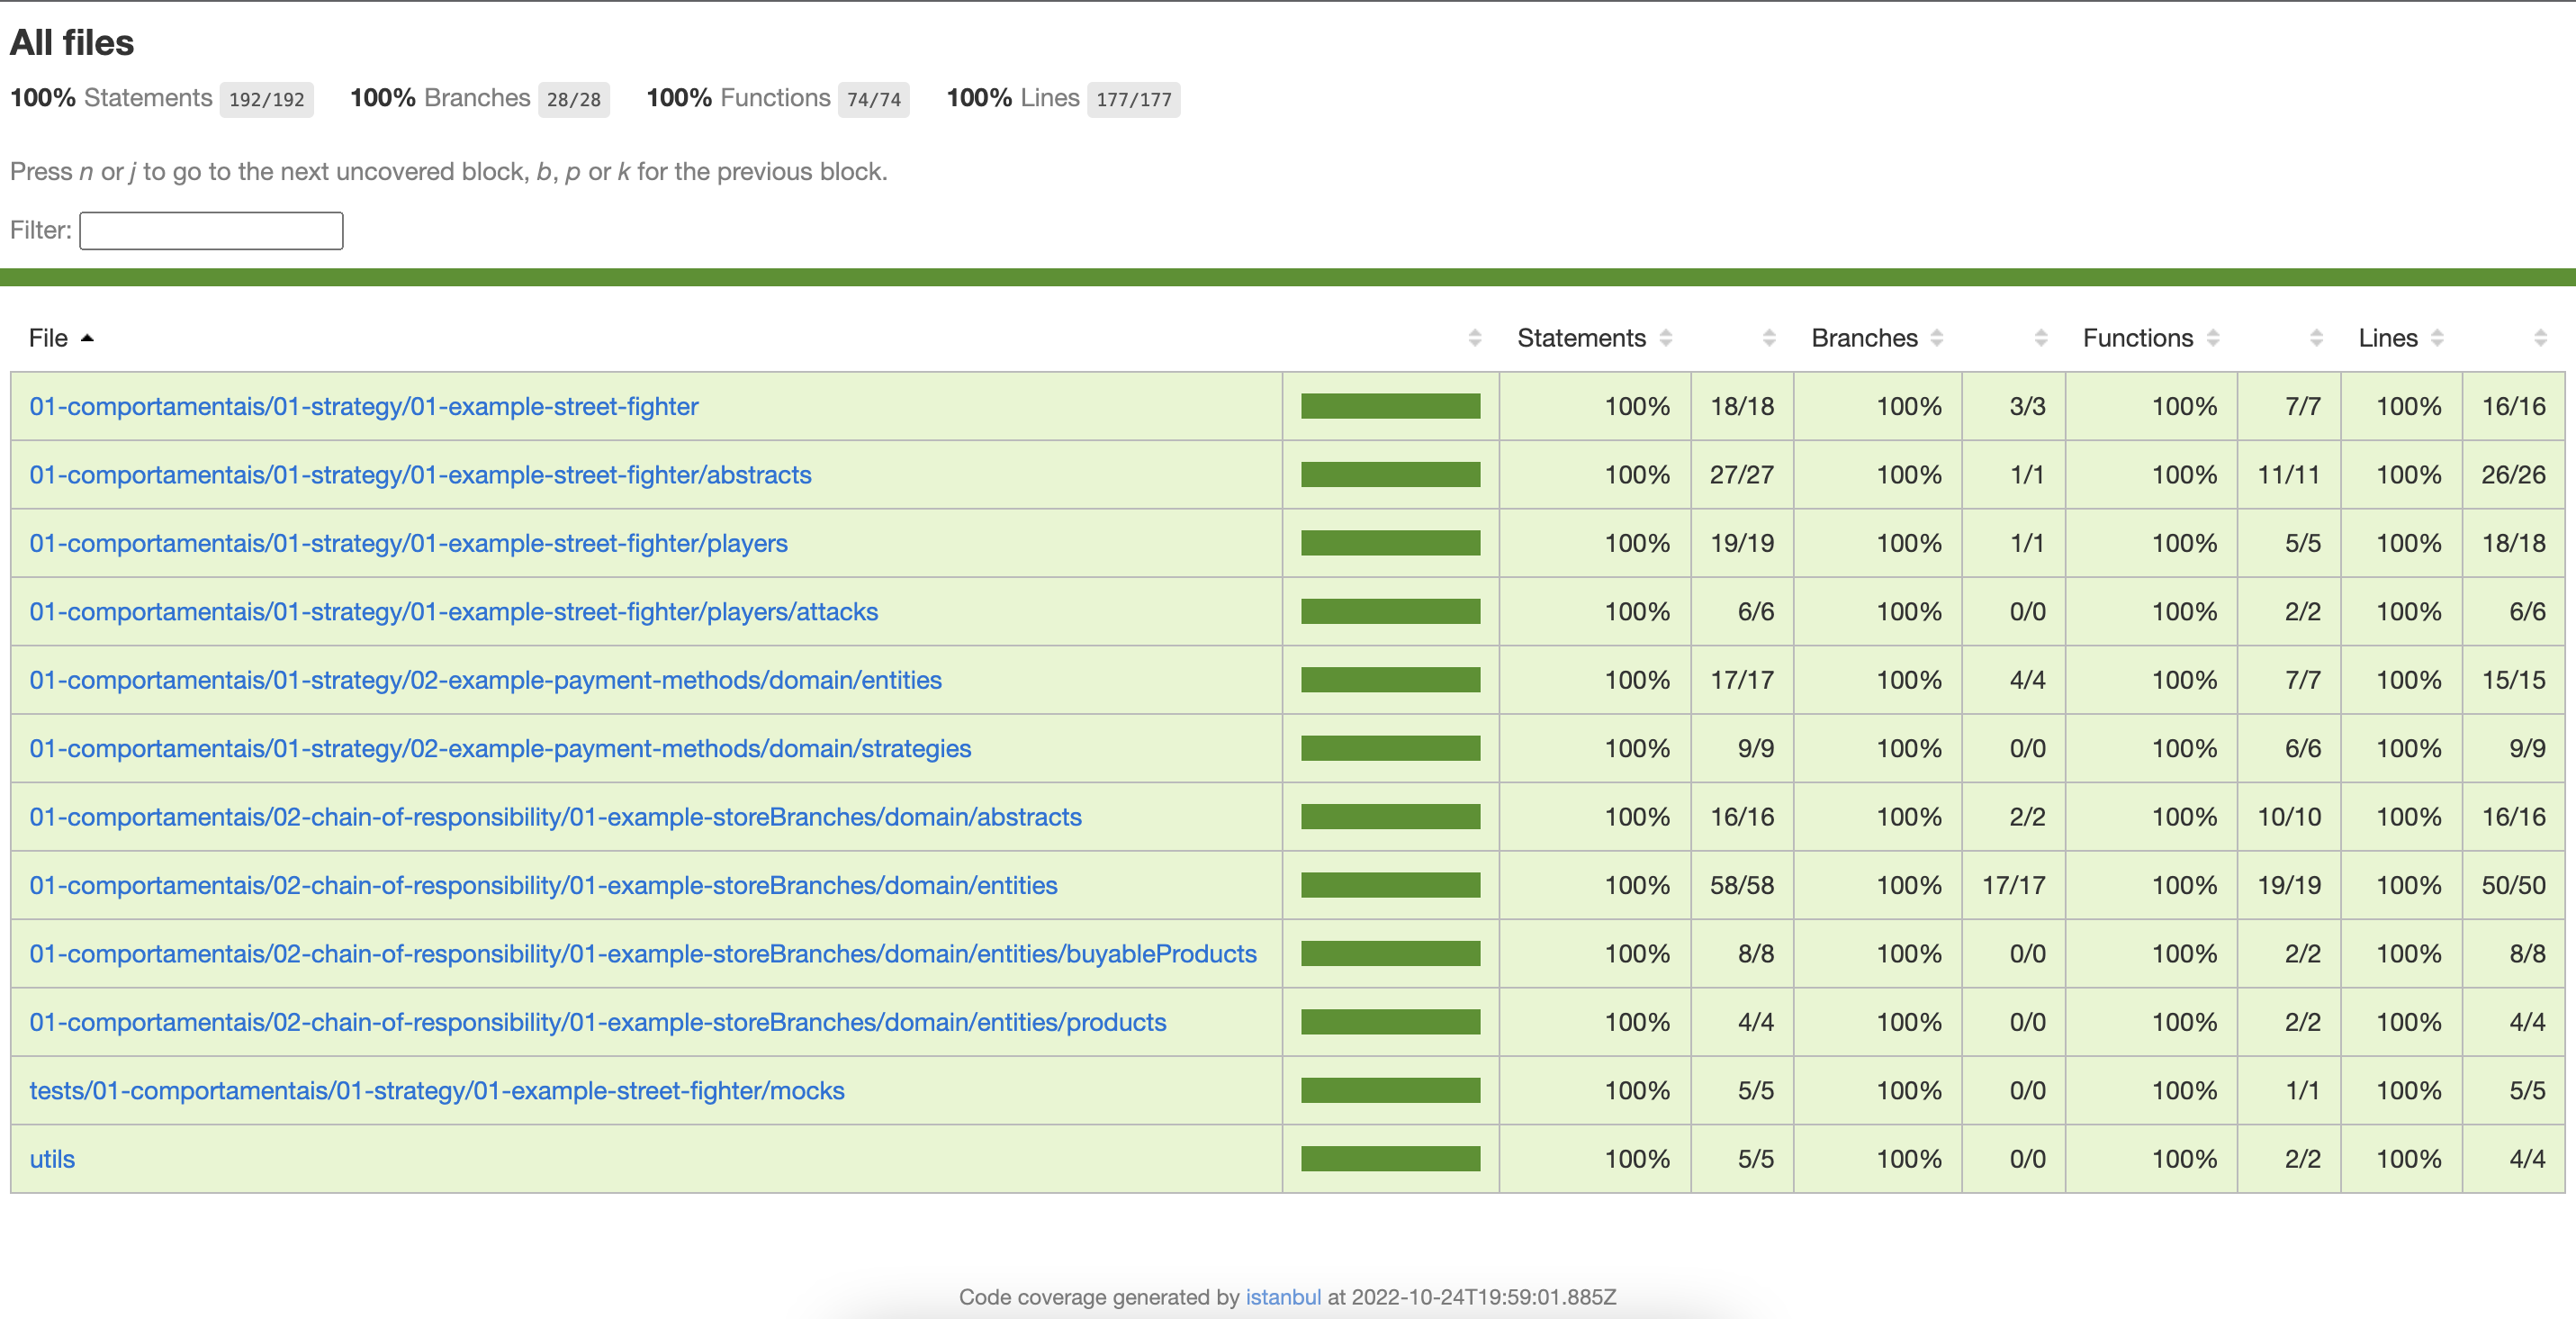 All files
100% Statements 192/192 100% Branches 28/28 100% Functions 74/74 100% Lines 177/177
Press n or j to go to the next uncovered block, b, p or k for the previous block.
Filter:
File Statements Branches Functions Lines
01-comportamentais/01-strategy/01-example-street-fighter 100% 18/18 100% 3/3 100% 7/7 100% 16/16
01-comportamentais/01-strategy/01-example-street-fighter/abstracts 100% 27/27 100% 1/1 100% 11/11 100% 26/26
01-comportamentais/01-strategy/01-example-street-fighter/players 100% 19/19 100% 1/1 100% 5/5 100% 18/18
01-comportamentais/01-strategy/01-example-street-fighter/players/attacks 100% 6/6 100% 0/0 100% 2/2 100% 6/6
01-comportamentais/01-strategy/02-example-payment-methods/domain/entities 100% 17/17 100% 4/4 100% 7/7 100% 15/15
01-comportamentais/01-strategy/02-example-payment-methods/domain/strategies 100% 9/9 100% 0/0 100% 6/6 100% 9/9
01-comportamentais/02-chain-of-responsibility/01-example-storeBranches/domain/abstracts 100% 16/16 100% 2/2 100% 10/10 100% 16/16
01-comportamentais/02-chain-of-responsibility/01-example-storeBranches/domain/entities 100% 58/58 100% 17/17 100% 19/19 100% 50/50
01-comportamentais/02-chain-of-responsibility/01-example-storeBranches/domain/entities/buyableProducts 100% 8/8 100% 0/0 100% 2/2 100% 8/8
01-comportamentais/02-chain-of-responsibility/01-example-storeBranches/domain/entities/products 100% 4/4 100% 0/0 100% 2/2 100% 4/4
tests/01-comportamentais/01-strategy/01-example-street-fighter/mocks 100% 5/5 100% 0/0 100% 1/1 100% 5/5
utils 100% 5/5 100% 0/0 100% 2/2 100% 4/4
Code coverage generated by istanbul at 2022-10-24T19:59:01.885Z